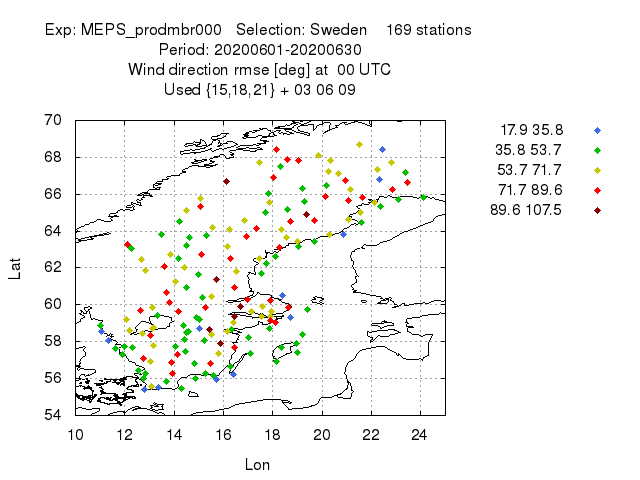 Exp: MEPS_prodmbr000   Selection: Sweden    169 stations
Period: 20200601-20200630
Wind direction rmse [deg] at  00 UTC
Used {15,18,21} + 03 06 09
17.9 35.8
35.8 53.7
53.7 71.7
71.7 89.6
89.6 107.5
70
68
66
64
62
60
58
56
54
Lat
10 12 14 16 18 20 22 24
Lon